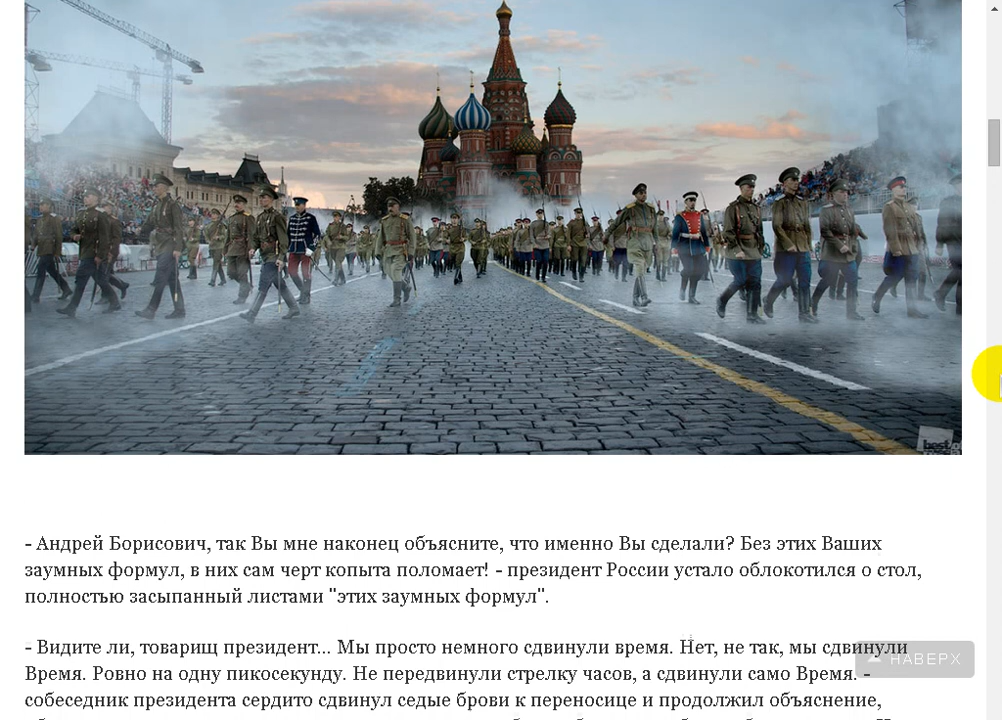 best.of
- Андрей Борисович, так Вы мне наконец объясните, что именно Вы сделали? Без этих Ваших
заумных формул, в них сам черт копыта поломает! - президент России устало облокотился о стол,
полностью засыпанный листами "этих заумных формул".
- Видите ли, товарищ президент... Мы просто немного сдвинули время. Нет, не так, мы сдвинули
НАВЕРХ
Время. Ровно на одну пикосекунду. Не передвинули стрелку часов, а сдвинули само Время. -
собеседник президента сердито сдвинул седые брови к переносице и продолжил объяснение,